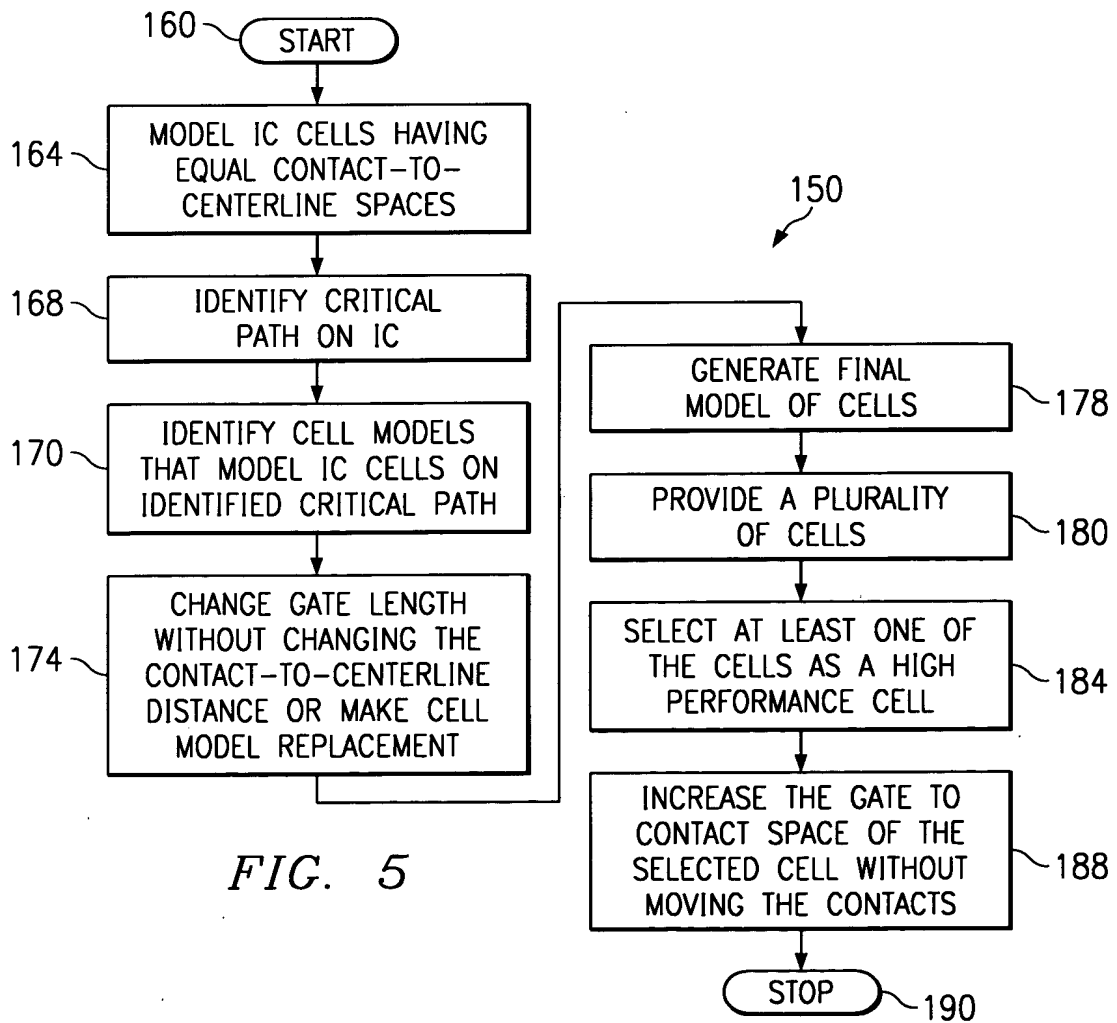 160
START
164
MODEL IC CELLS HAVING
EQUAL CONTACT-TO-
CENTERLINE SPACES
168
IDENTIFY CRITICAL
PATH ON IC
170
IDENTIFY CELL MODELS
THAT MODEL IC CELLS ON
IDENTIFIED CRITICAL PATH
174
CHANGE GATE LENGTH
WITHOUT CHANGING THE
CONTACT-TO-CENTERLINE
DISTANCE OR MAKE CELL
MODEL REPLACEMENT
150
GENERATE FINAL
MODEL OF CELLS
178
PROVIDE A PLURALITY
OF CELLS
180
SELECT AT LEAST ONE OF
THE CELLS AS A HIGH
PERFORMANCE CELL
184
INCREASE THE GATE TO
CONTACT SPACE OF THE
SELECTED CELL WITHOUT
MOVING THE CONTACTS
188
STOP
190
FIG. 5